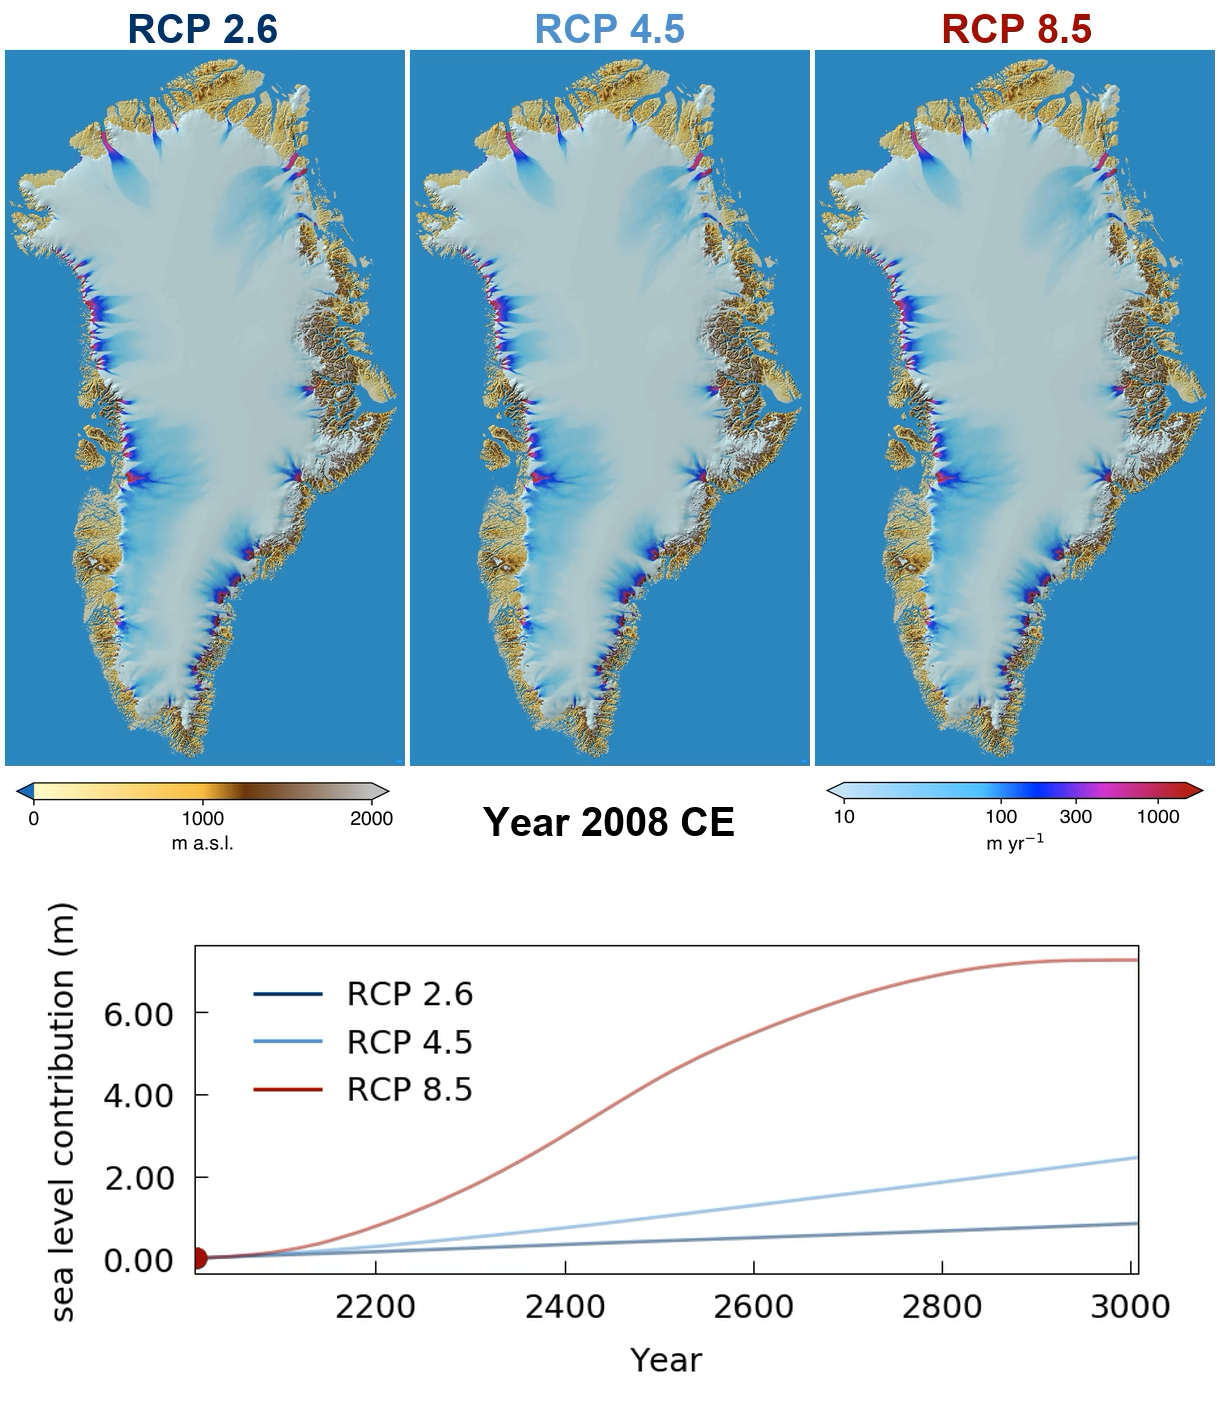 RCP 2.6
RCP 4.5
RCP 8.5
0
1000
2000
m a.s.l.
Year 2008 CE
10
100
300
1000
m yr⁻¹
sea level contribution (m)
6.00
4.00
2.00
0.00
RCP 2.6
RCP 4.5
RCP 8.5
2200
2400
2600
2800
3000
Year